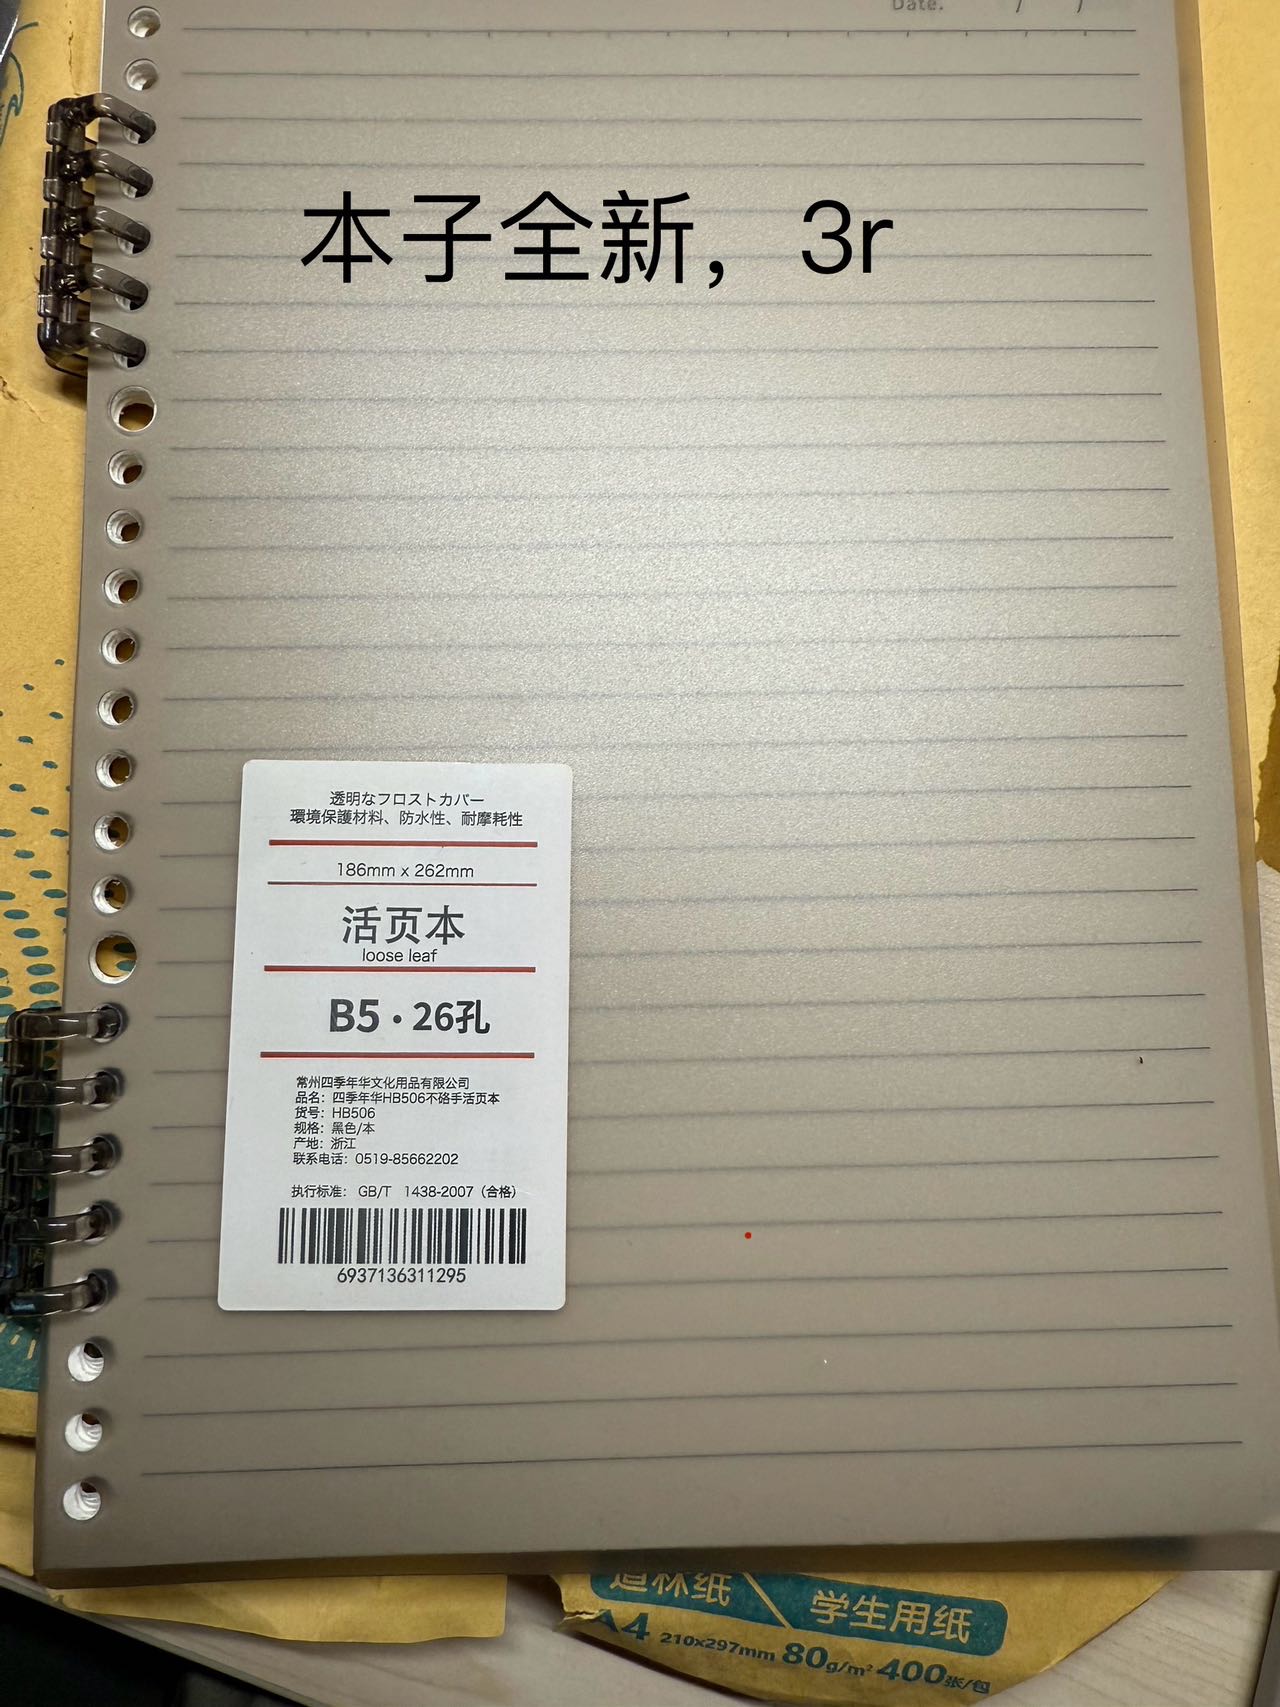 Date. / /
本子全新，3r
透明なフロストカバー
環境保護材料、防水性、耐摩耗性
186mm x 262mm
活页本
loose leaf
B5·26孔
常州四季年华文化用品有限公司
品名：四季年华HB506不硌手活页本
货号：HB506
规格：黑色/本
产地：浙江
联系电话：0519-85662202
执行标准： GB/T 1438-2007（合格）
6937136311295
道林纸 学生用纸
A4 210x297mm 80g/m² 400张/包